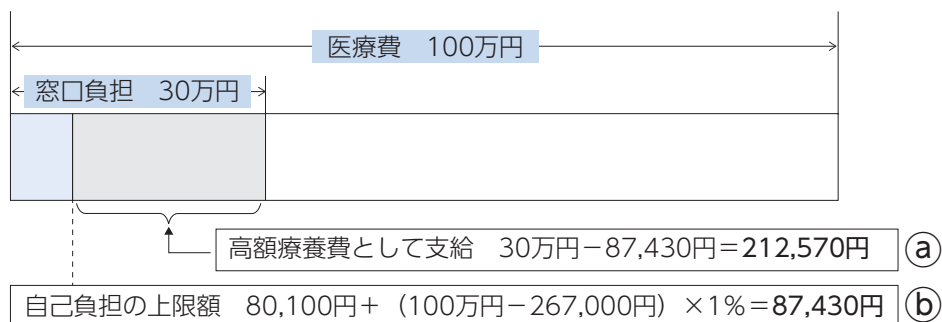 医療費　100万円
窓口負担　30万円
高額療養費として支給　30万円－87,430円＝212,570円　ⓐ
自己負担の上限額　80,100円＋（100万円－267,000円）×1％＝87,430円　ⓑ